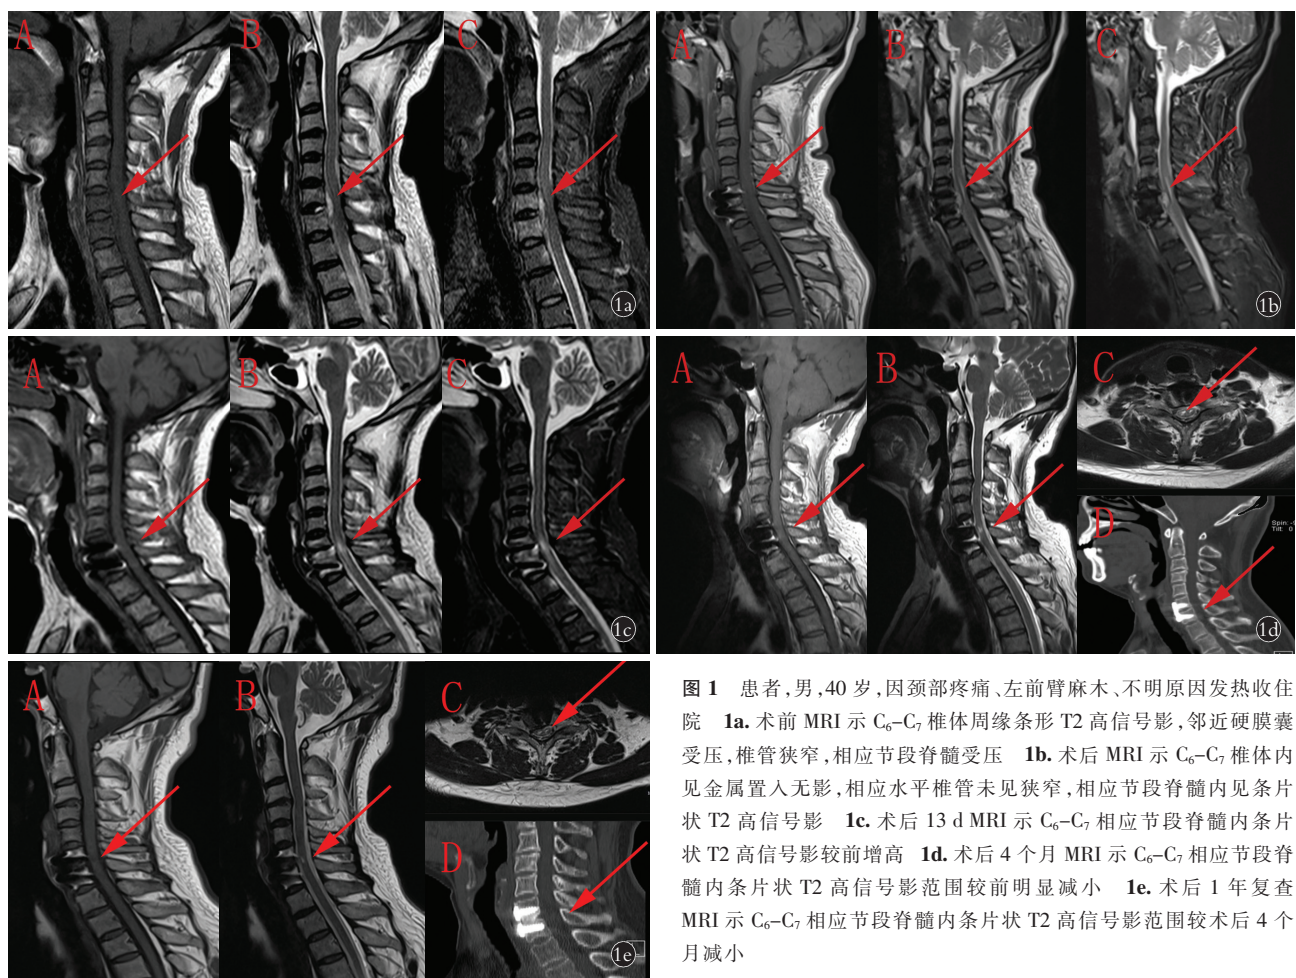 A B C
1a
A B C
1b
A B C
1c
A B C
D
Spin: -
Tilt: 0
1d
A B C
D
1e
图 1 患者,男,40 岁,因颈部疼痛、左前臂麻木、不明原因发热收住
院 1a. 术前 MRI 示 C₆-C₇ 椎体周缘条形 T2 高信号影,邻近硬膜囊
受压,椎管狭窄,相应节段脊髓受压 1b. 术后 MRI 示 C₆-C₇ 椎体内
见金属置入无影,相应水平椎管未见狭窄,相应节段脊髓内见条片
状 T2 高信号影 1c. 术后 13 d MRI 示 C₆-C₇ 相应节段脊髓内条片
状 T2 高信号影较前增高 1d. 术后 4 个月 MRI 示 C₆-C₇ 相应节段脊
髓内条片状 T2 高信号影范围较前明显减小 1e. 术后 1 年复查
MRI 示 C₆-C₇ 相应节段脊髓内条片状 T2 高信号影范围较术后 4 个
月减小